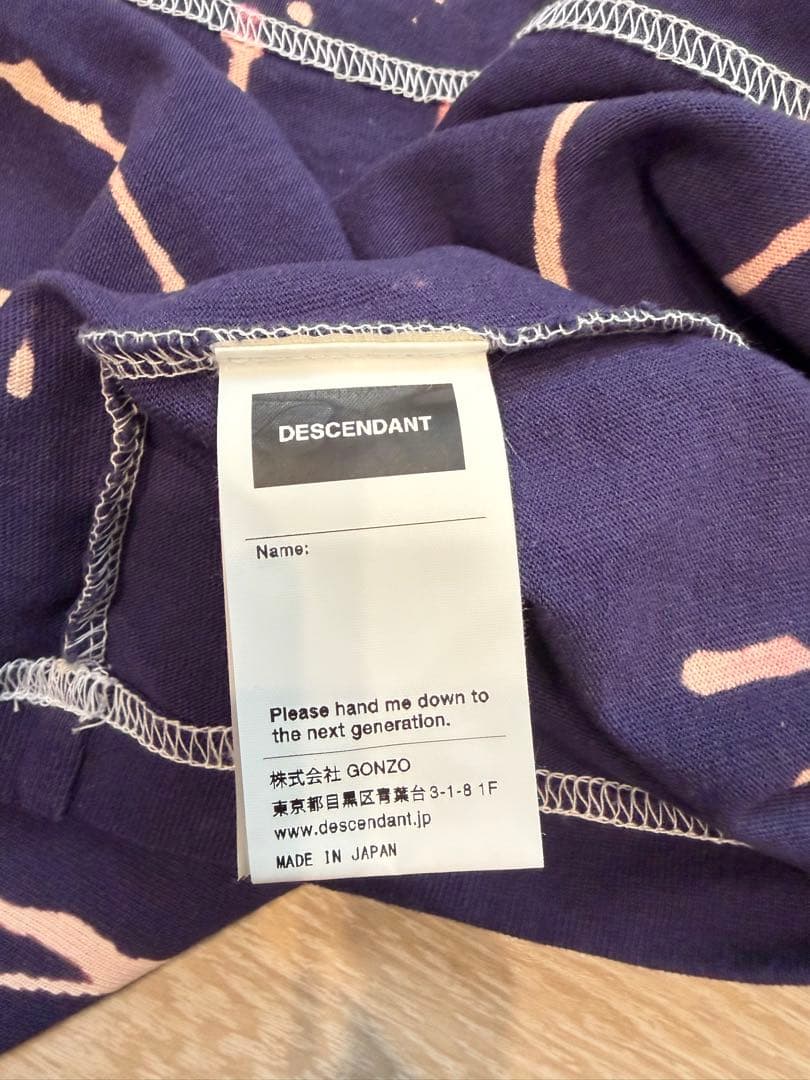 DESCENDANT
Name:
Please hand me down to
the next generation.
株式会社 GONZO
東京都目黒区青葉台3-1-8 1F
www.descendant.jp
MADE IN JAPAN